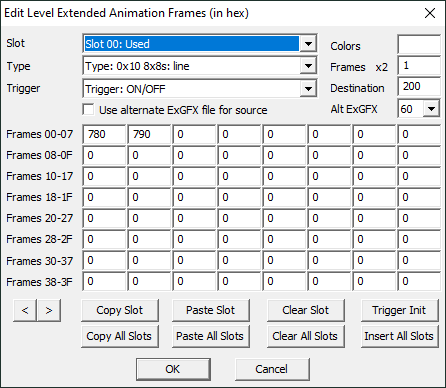 Edit Level Extended Animation Frames (in hex)
Slot Slot 00: Used Colors
Type Type: 0x10 8x8s: line Frames x2 1
Trigger Trigger: ON/OFF Destination 200
Use alternate ExGFX file for source Alt ExGFX 60
Frames 00-07 780 790 0 0 0 0 0 0
Frames 08-0F 0 0 0 0 0 0 0 0
Frames 10-17 0 0 0 0 0 0 0 0
Frames 18-1F 0 0 0 0 0 0 0 0
Frames 20-27 0 0 0 0 0 0 0 0
Frames 28-2F 0 0 0 0 0 0 0 0
Frames 30-37 0 0 0 0 0 0 0 0
Frames 38-3F 0 0 0 0 0 0 0 0
< > Copy Slot Paste Slot Clear Slot Trigger Init
Copy All Slots Paste All Slots Clear All Slots Insert All Slots
OK Cancel